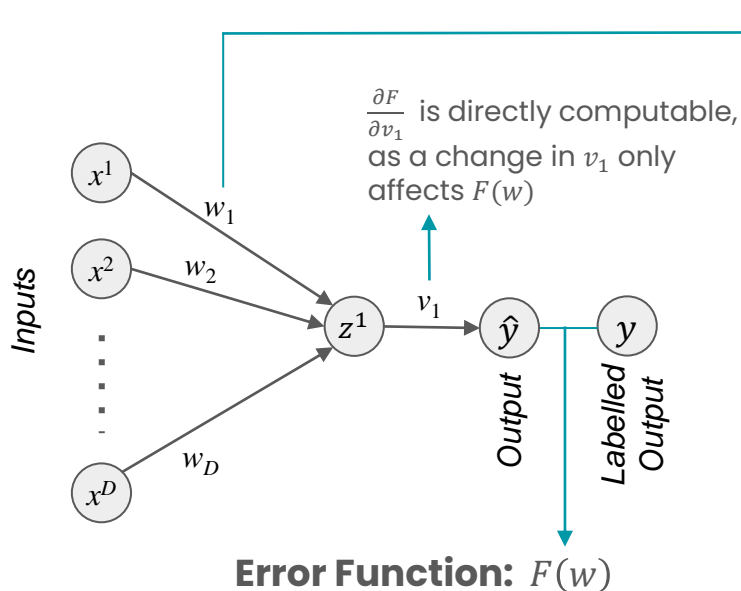 ∂F/∂v₁ is directly computable,
as a change in v₁ only
affects F(w)
x¹
w₁
x²
w₂
Inputs
z¹
v₁
ŷ
y
Output
Labelled
Output
w_D
x^D
Error Function: F(w)